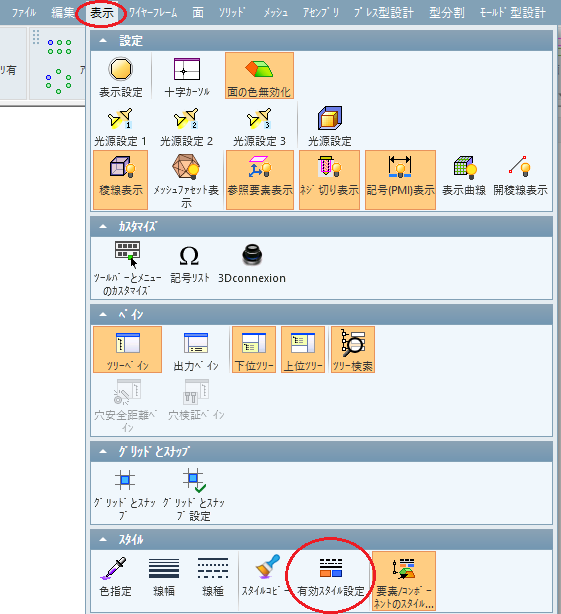 ファイル 編集 表示 ワイヤーフレーム 面 ソリッド メッシュ アセンブリ プレス型設計 型分割 モールド型設計
リ有
設定
表示設定 十字カーソル 面の色無効化
光源設定 1 光源設定 2 光源設定 3 光源設定
稜線表示 メッシュファセット表示 参照要素表示 ネジ切り表示 記号(PMI)表示 表示曲線 開稜線表示
カスタマイズ
ツールバーとメニューのカスタマイズ 記号リスト 3Dconnexion
ペイン
ツリーペイン 出力ペイン 下位ツリー 上位ツリー ツリー検索
穴安全距離ペイン 穴検証ペイン
グリッドとスナップ
グリッドとスナップ グリッドとスナップ設定
スタイル
色指定 線幅 線種 スタイルコピー 有効スタイル設定 要素/コンポーネントのスタイル...